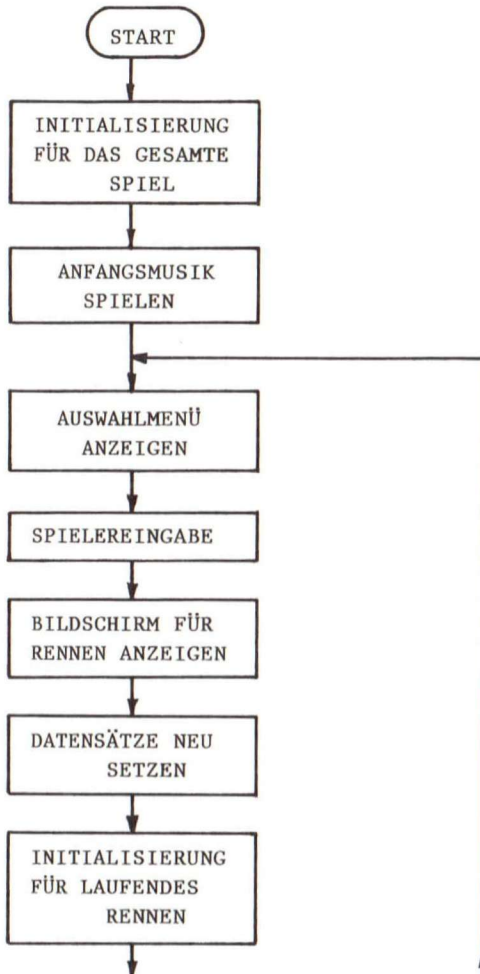 START
INITIALISIERUNG
FÜR DAS GESAMTE
SPIEL
ANFANGSMUSIK
SPIELEN
AUSWAHLMENÜ
ANZEIGEN
SPIELEREINGABE
BILDSCHIRM FÜR
RENNEN ANZEIGEN
DATENSÄTZE NEU
SETZEN
INITIALISIERUNG
FÜR LAUFENDES
RENNEN